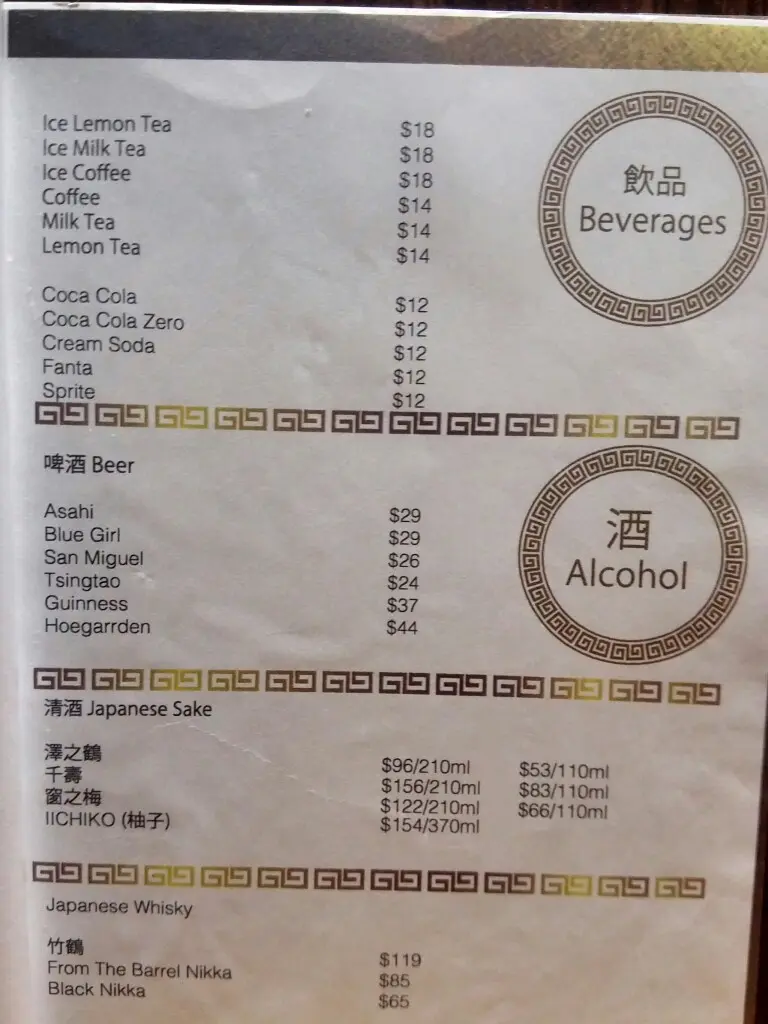 Ice Lemon Tea $18
Ice Milk Tea $18
Ice Coffee $18
Coffee $14
Milk Tea $14
Lemon Tea $14
飲品
Beverages
Coca Cola $12
Coca Cola Zero $12
Cream Soda $12
Fanta $12
Sprite $12
啤酒 Beer
Asahi $29
Blue Girl $29
San Miguel $26
Tsingtao $24
Guinness $37
Hoegarrden $44
酒
Alcohol
清酒 Japanese Sake
澤之鶴 $96/210ml $53/110ml
千壽 $156/210ml $83/110ml
窗之梅 $122/210ml $66/110ml
IICHIKO (柚子) $154/370ml
Japanese Whisky
竹鶴 $119
From The Barrel Nikka $85
Black Nikka $65